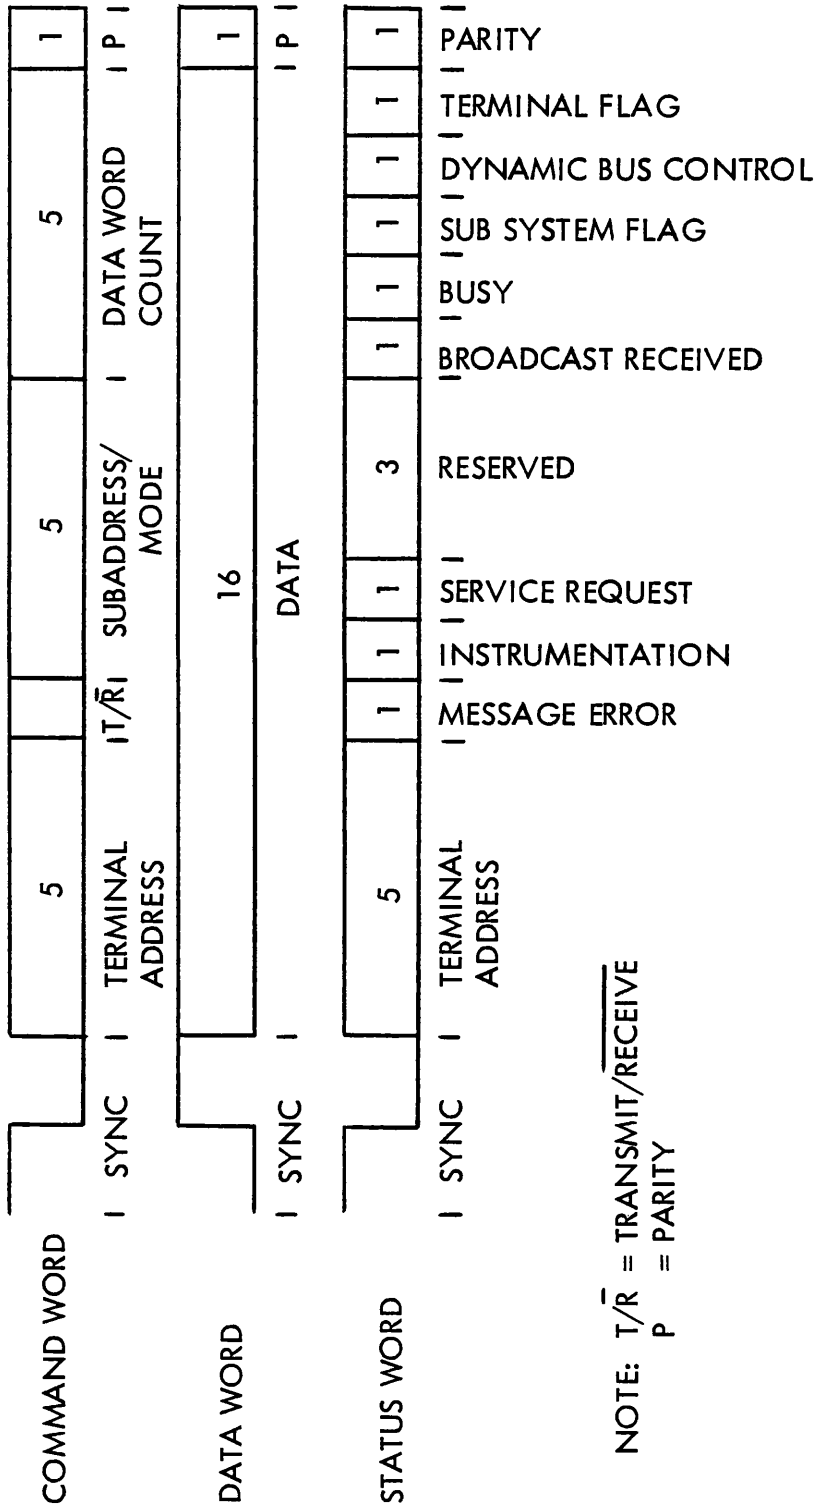 COMMAND WORD
5
5
5
1
SYNC
TERMINAL
ADDRESS
T/R̅
SUBADDRESS/
MODE
DATA WORD
COUNT
P
DATA WORD
16
1
SYNC
DATA
P
STATUS WORD
5
1
1
1
3
1
1
1
1
1
1
SYNC
TERMINAL
ADDRESS
MESSAGE ERROR
INSTRUMENTATION
SERVICE REQUEST
RESERVED
BROADCAST RECEIVED
BUSY
SUB SYSTEM FLAG
DYNAMIC BUS CONTROL
TERMINAL FLAG
PARITY
NOTE: T/R̅ = TRANSMIT/R̅E̅C̅E̅I̅V̅E̅
P = PARITY